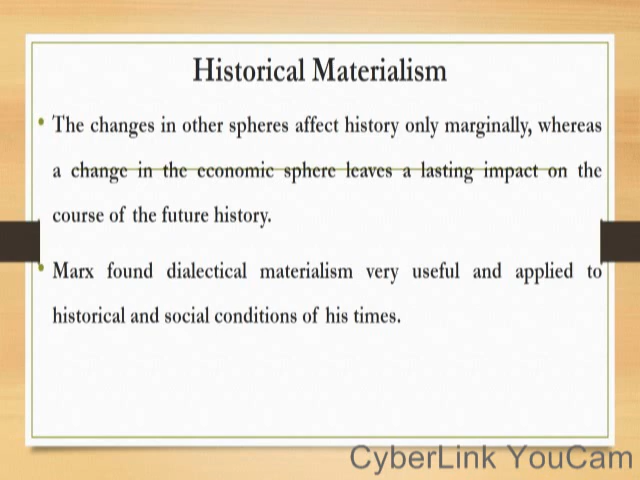 Historical Materialism
• The changes in other spheres affect history only marginally, whereas
a change in the economic sphere leaves a lasting impact on the
course of the future history.
• Marx found dialectical materialism very useful and applied to
historical and social conditions of his times.
CyberLink YouCam